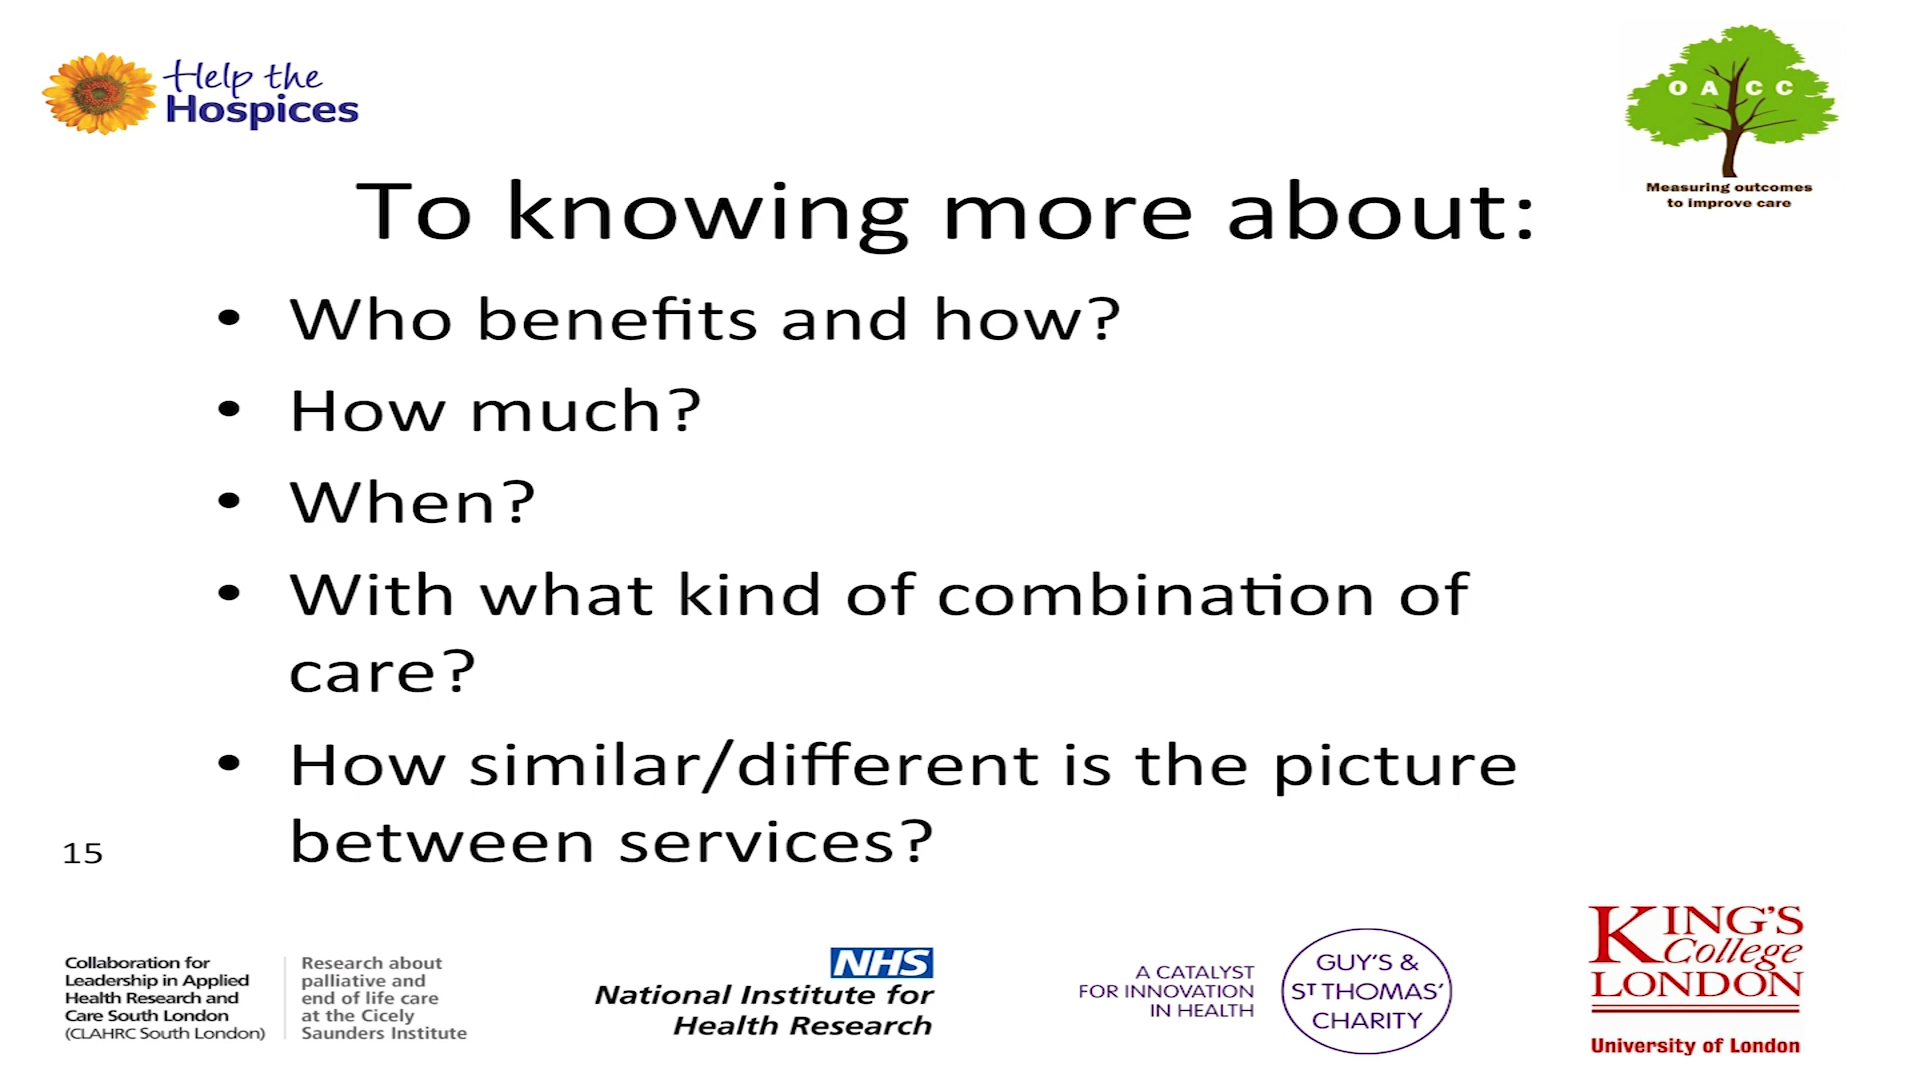 Help the
Hospices
O A C C
Measuring outcomes
to improve care
To knowing more about:
• Who benefits and how?
• How much?
• When?
• With what kind of combination of
care?
• How similar/different is the picture
between services?
15
Collaboration for
Leadership in Applied
Health Research and
Care South London
(CLAHRC South London)
Research about
palliative and
end of life care
at the Cicely
Saunders Institute
NHS
National Institute for
Health Research
A CATALYST
FOR INNOVATION
IN HEALTH
GUY'S &
ST THOMAS'
CHARITY
KING'S
College
LONDON
University of London